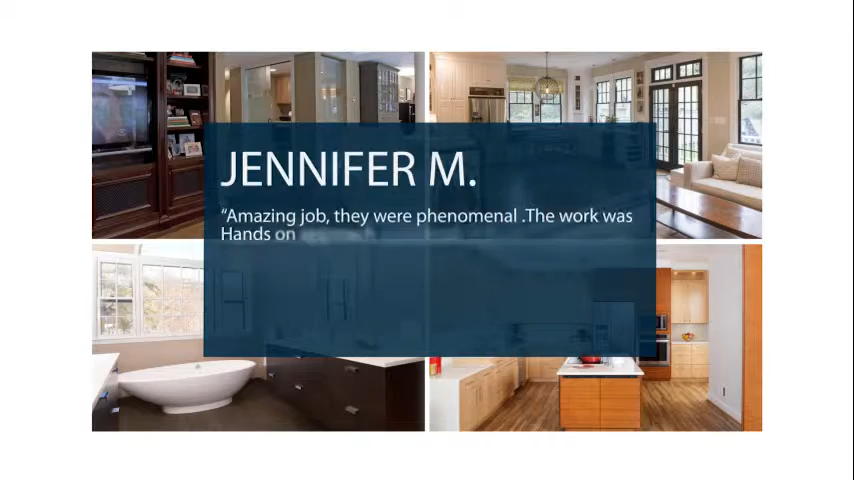 JENNIFER M.
“Amazing job, they were phenomenal .The work was
Hands on